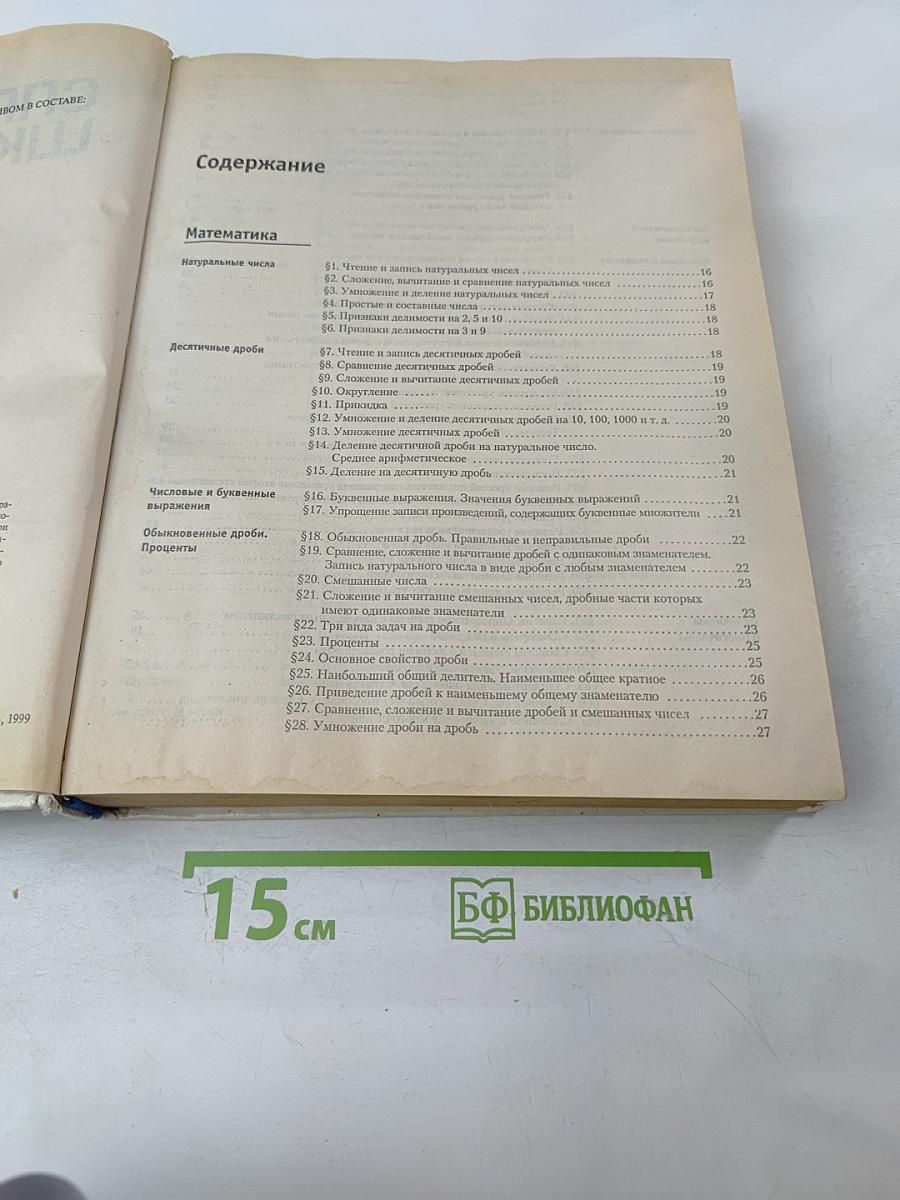 ИВОМ В СОСТАВЕ:
, 1999
Содержание
Математика
Натуральные числа
§1. Чтение и запись натуральных чисел ........16
§2. Сложение, вычитание и сравнение натуральных чисел ........16
§3. Умножение и деление натуральных чисел ........17
§4. Простые и составные числа ........18
§5. Признаки делимости на 2, 5 и 10 ........18
§6. Признаки делимости на 3 и 9 ........18
Десятичные дроби
§7. Чтение и запись десятичных дробей ........18
§8. Сравнение десятичных дробей ........19
§9. Сложение и вычитание десятичных дробей ........19
§10. Округление ........19
§11. Прикидка ........19
§12. Умножение и деление десятичных дробей на 10, 100, 1000 и т. д. ........20
§13. Умножение десятичных дробей ........20
§14. Деление десятичной дроби на натуральное число.
Среднее арифметическое ........20
§15. Деление на десятичную дробь ........21
Числовые и буквенные
выражения
§16. Буквенные выражения. Значения буквенных выражений ........21
§17. Упрощение записи произведений, содержащих буквенные множители ....21
Обыкновенные дроби.
Проценты
§18. Обыкновенная дробь. Правильные и неправильные дроби ........22
§19. Сравнение, сложение и вычитание дробей с одинаковым знаменателем.
Запись натурального числа в виде дроби с любым знаменателем ........22
§20. Смешанные числа ........23
§21. Сложение и вычитание смешанных чисел, дробные части которых
имеют одинаковые знаменатели ........23
§22. Три вида задач на дроби ........23
§23. Проценты ........25
§24. Основное свойство дроби ........25
§25. Наибольший общий делитель, Наименьшее общее кратное ........26
§26. Приведение дробей к наименьшему общему знаменателю ........26
§27. Сравнение, сложение и вычитание дробей и смешанных чисел ........27
§28. Умножение дроби на дробь ........27
15 см
БФ БИБЛИОФАН